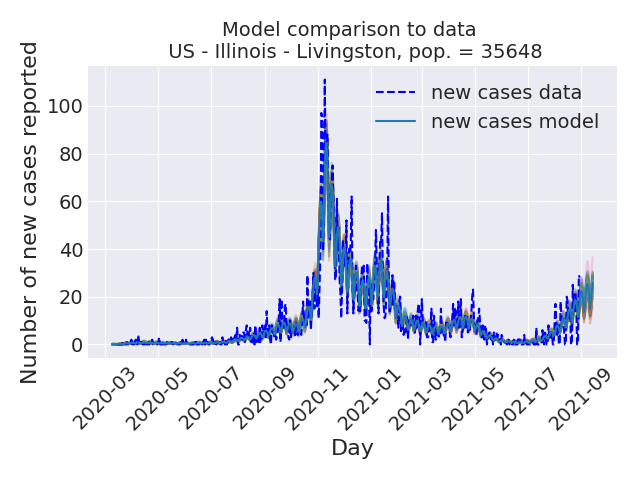 Model comparison to data
US - Illinois - Livingston, pop. = 35648
Number of new cases reported
100
80
60
40
20
0
new cases data
new cases model
2020-03
2020-05
2020-07
2020-09
2020-11
2021-01
2021-03
2021-05
2021-07
2021-09
Day